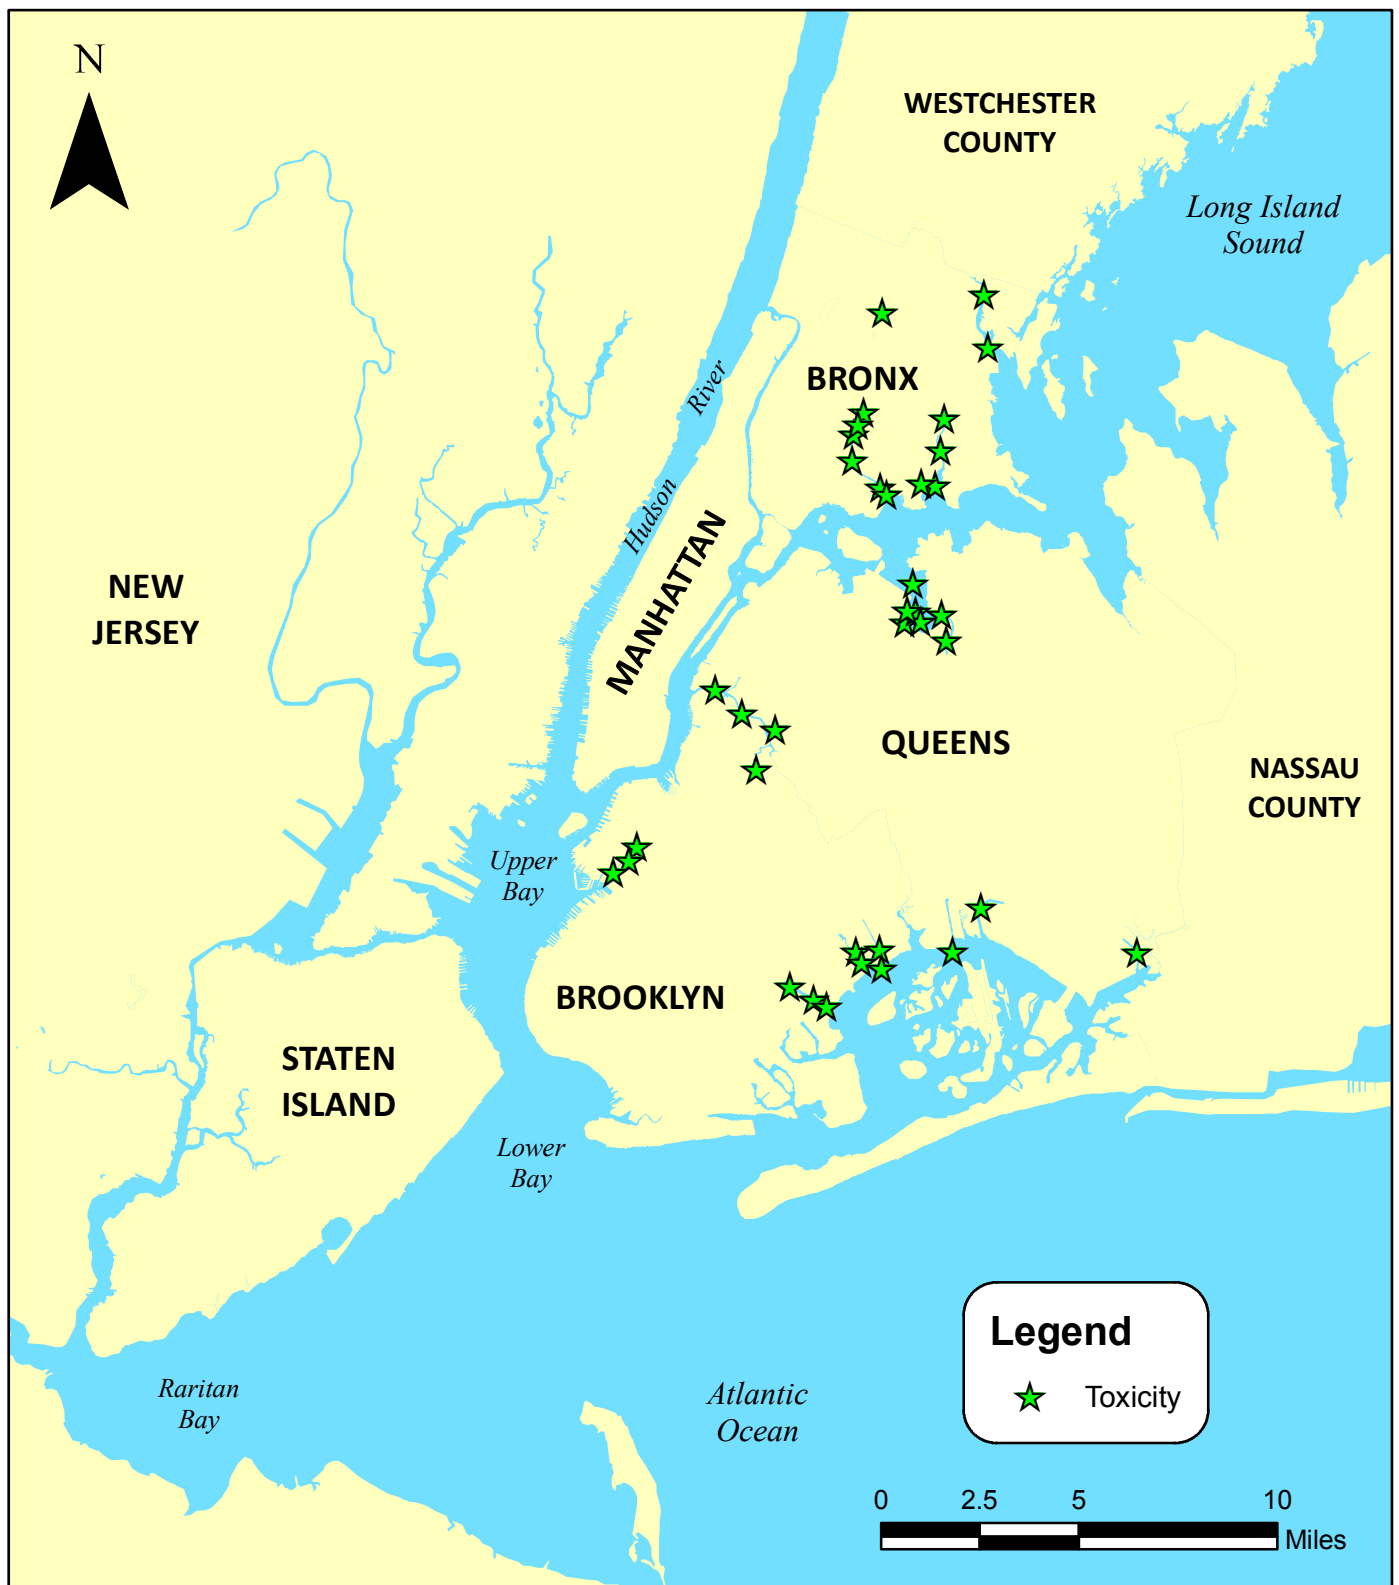 N
WESTCHESTER
COUNTY
Long Island
Sound
BRONX
River
Hudson
MANHATTAN
NEW
JERSEY
QUEENS
NASSAU
COUNTY
Upper
Bay
BROOKLYN
STATEN
ISLAND
Lower
Bay
Raritan
Bay
Atlantic
Ocean
Legend
Toxicity
0 2.5 5 10
Miles